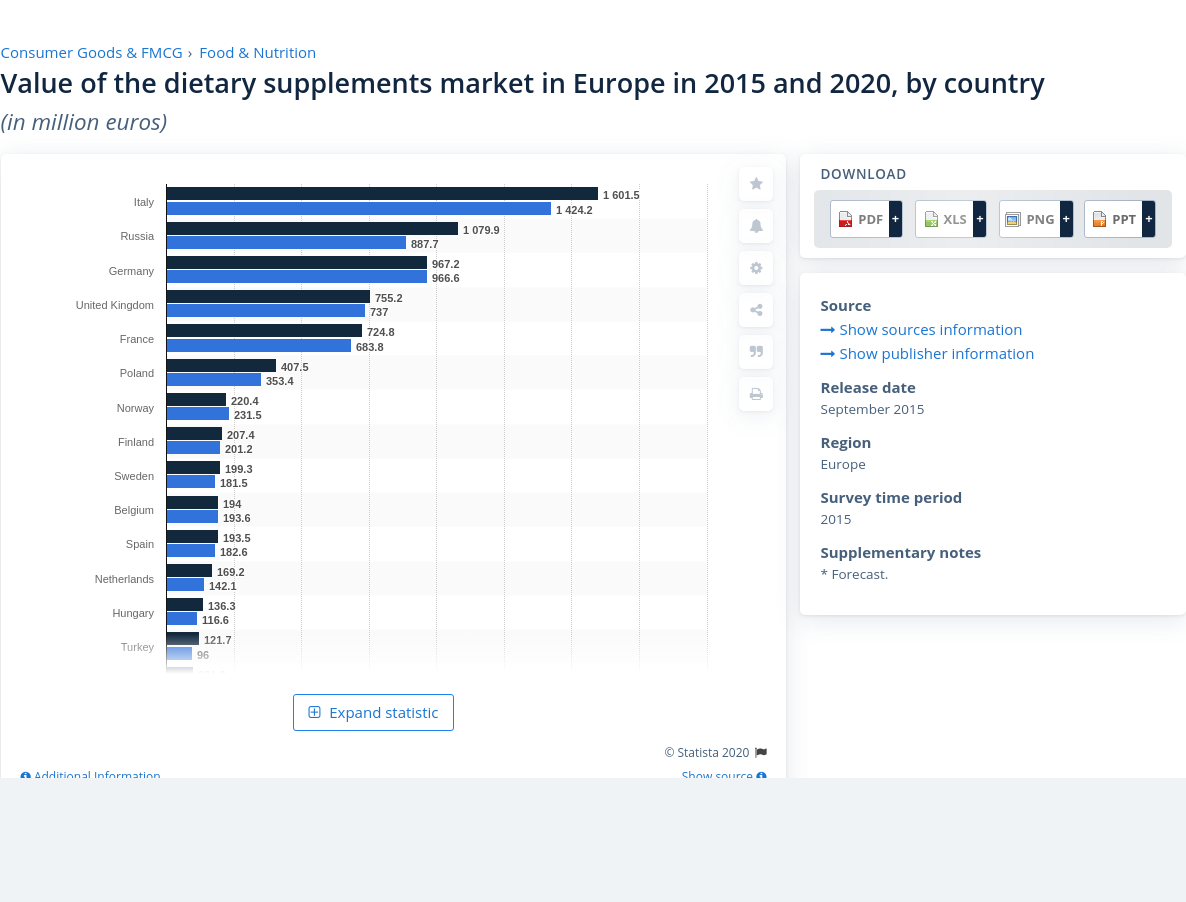 Consumer Goods & FMCG › Food & Nutrition
Value of the dietary supplements market in Europe in 2015 and 2020, by country
(in million euros)
Italy
1 601.5
1 424.2
Russia
1 079.9
887.7
Germany
967.2
966.6
United Kingdom
755.2
737
France
724.8
683.8
Poland
407.5
353.4
Norway
220.4
231.5
Finland
207.4
201.2
Sweden
199.3
181.5
Belgium
194
193.6
Spain
193.5
182.6
Netherlands
169.2
142.1
Hungary
136.3
116.6
Turkey
121.7
96
Expand statistic
© Statista 2020
Additional Information
Show source
DOWNLOAD
PDF +
XLS +
PNG +
PPT +
Source
Show sources information
Show publisher information
Release date
September 2015
Region
Europe
Survey time period
2015
Supplementary notes
* Forecast.